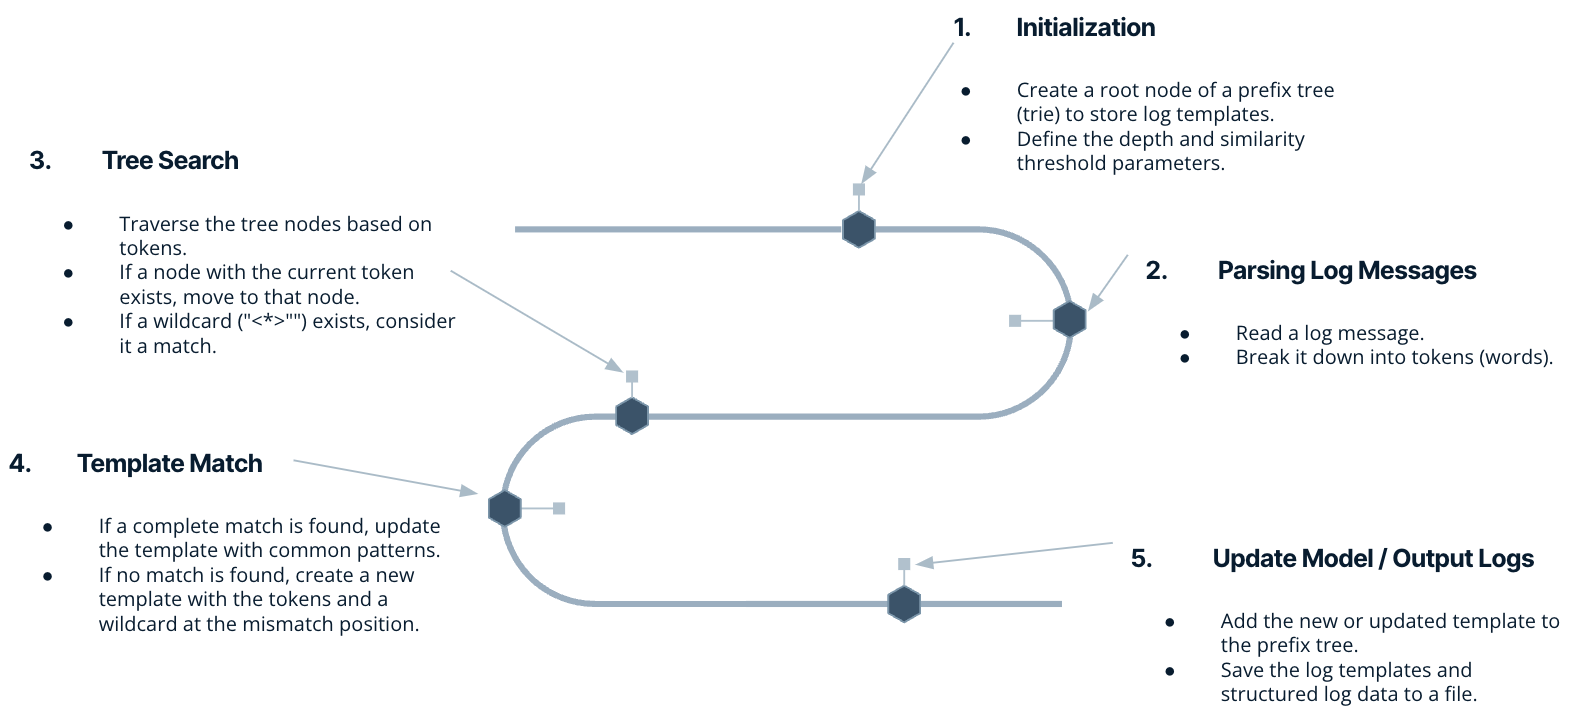 1. Initialization
● Create a root node of a prefix tree
(trie) to store log templates.
● Define the depth and similarity
threshold parameters.
2. Parsing Log Messages
● Read a log message.
● Break it down into tokens (words).
3. Tree Search
● Traverse the tree nodes based on
tokens.
● If a node with the current token
exists, move to that node.
● If a wildcard ("<*>"") exists, consider
it a match.
4. Template Match
● If a complete match is found, update
the template with common patterns.
● If no match is found, create a new
template with the tokens and a
wildcard at the mismatch position.
5. Update Model / Output Logs
● Add the new or updated template to
the prefix tree.
● Save the log templates and
structured log data to a file.